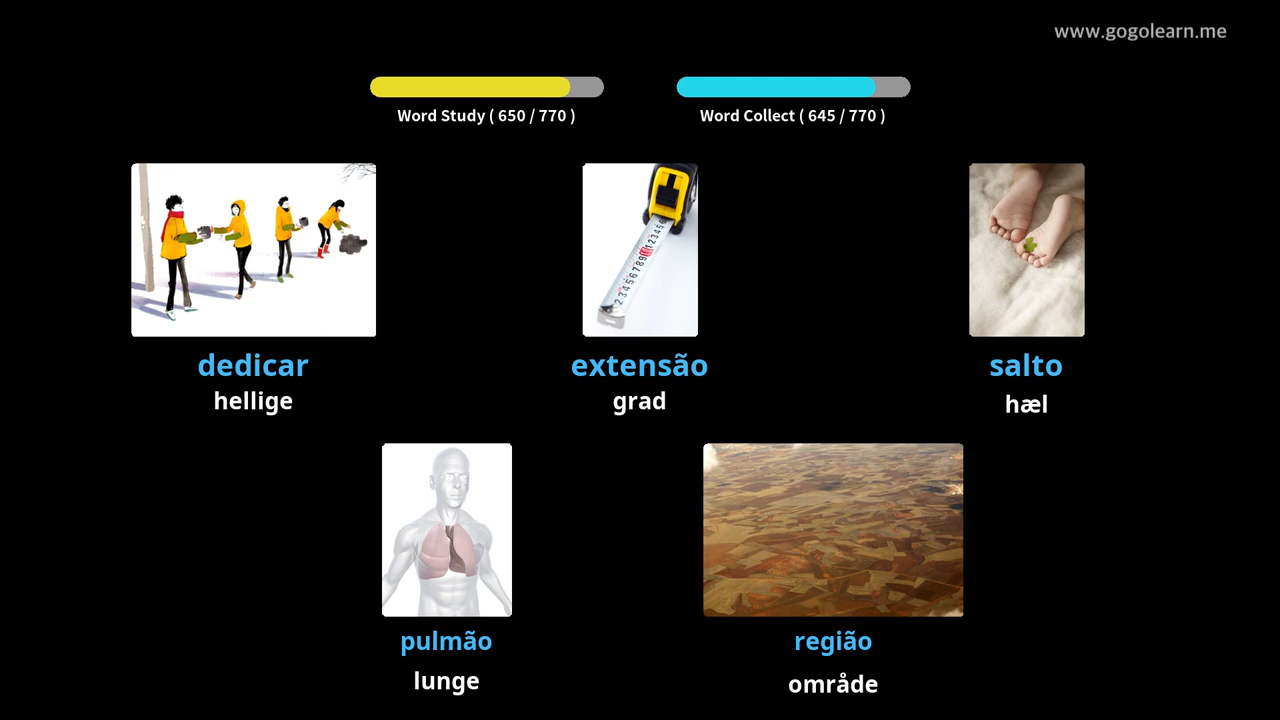 www.gogolearn.me
Word Study ( 650 / 770 )
Word Collect ( 645 / 770 )
dedicar
hellige
extensão
grad
salto
hæl
pulmão
lunge
região
område